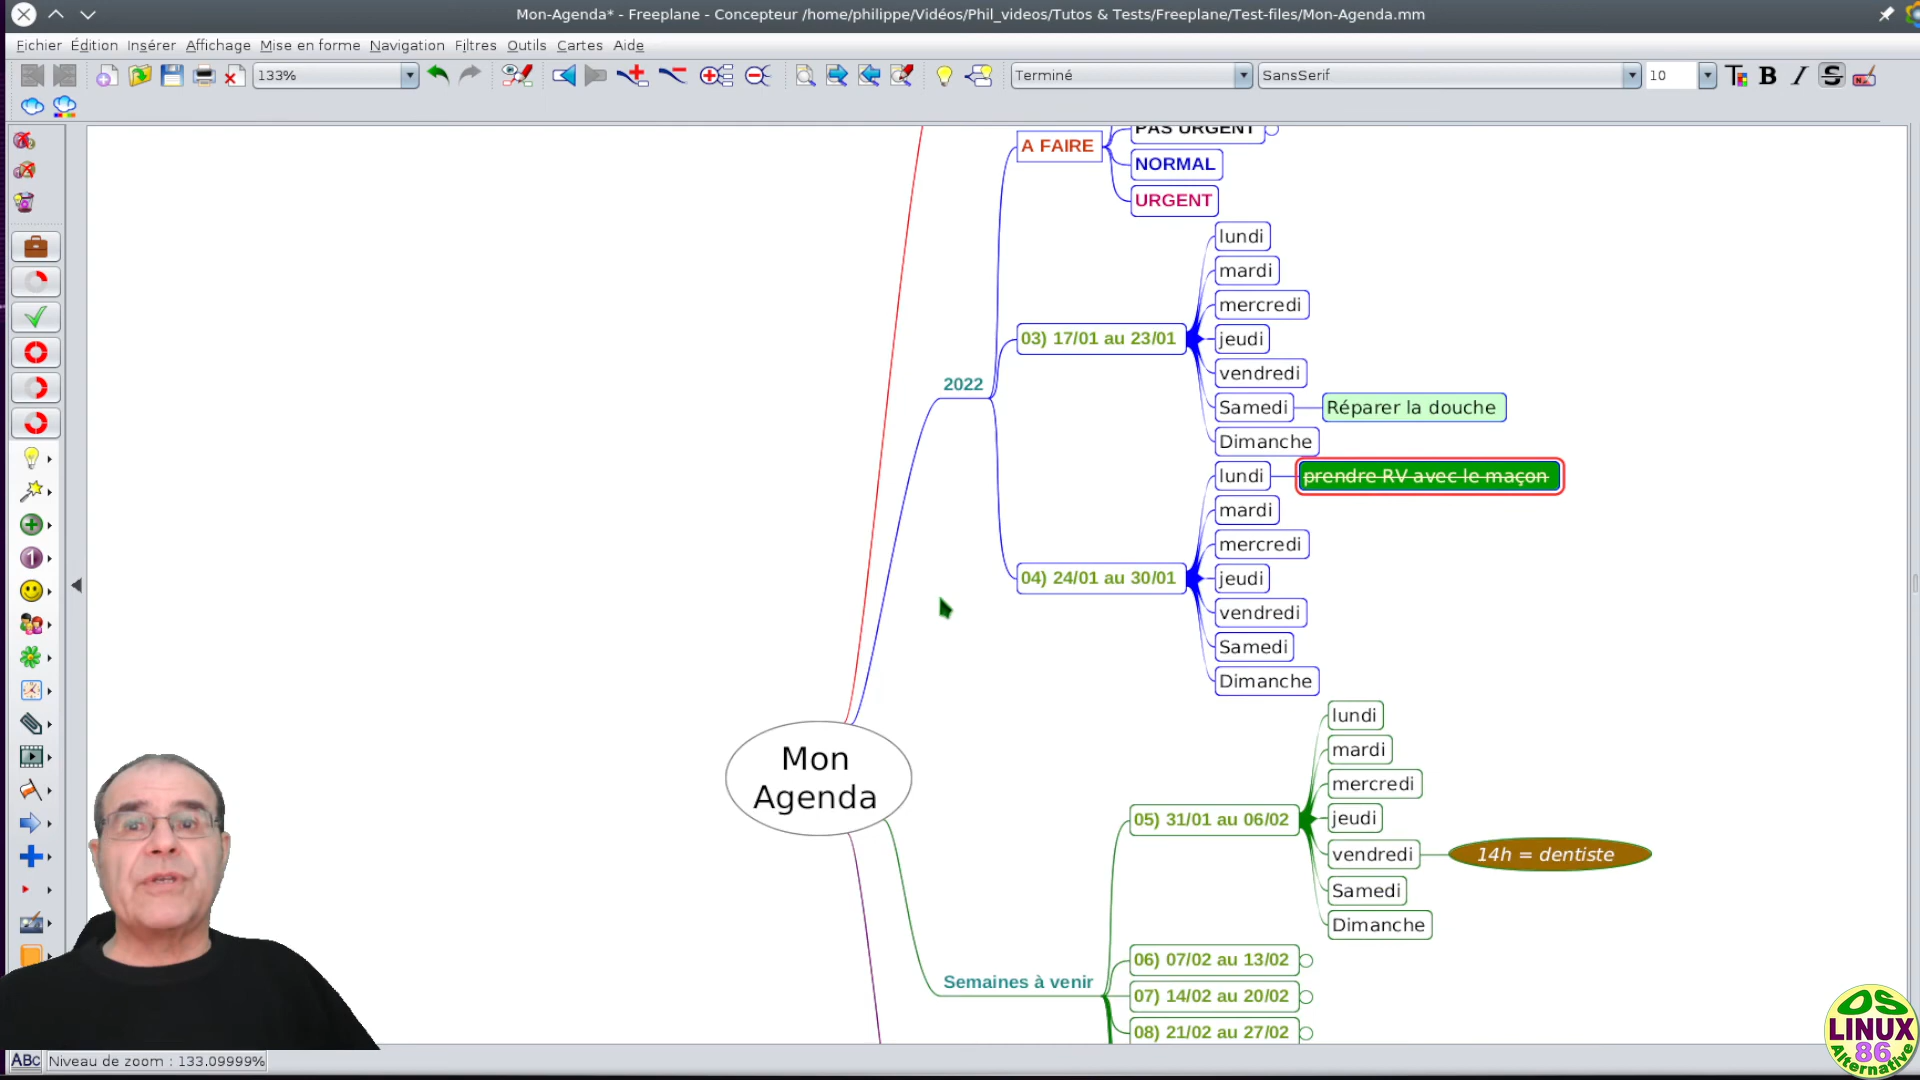 Mon-Agenda* - Freeplane - Concepteur /home/philippe/Vidéos/Phil_videos/Tutos & Tests/Freeplane/Test-files/Mon-Agenda.mm
Fichier Édition Insérer Affichage Mise en forme Navigation Filtres Outils Cartes Aide
133%
Terminé
SansSerif
10
PAS URGENT
A FAIRE
NORMAL
URGENT
lundi
mardi
mercredi
03) 17/01 au 23/01
jeudi
vendredi
2022
Samedi
Réparer la douche
Dimanche
lundi
prendre RV avec le maçon
mardi
mercredi
04) 24/01 au 30/01
jeudi
vendredi
Samedi
Dimanche
Mon
Agenda
lundi
mardi
mercredi
05) 31/01 au 06/02
jeudi
vendredi
14h = dentiste
Samedi
Dimanche
06) 07/02 au 13/02
Semaines à venir
07) 14/02 au 20/02
08) 21/02 au 27/02
ABC
Niveau de zoom : 133.09999%
OS
LINUX
86
Alternative